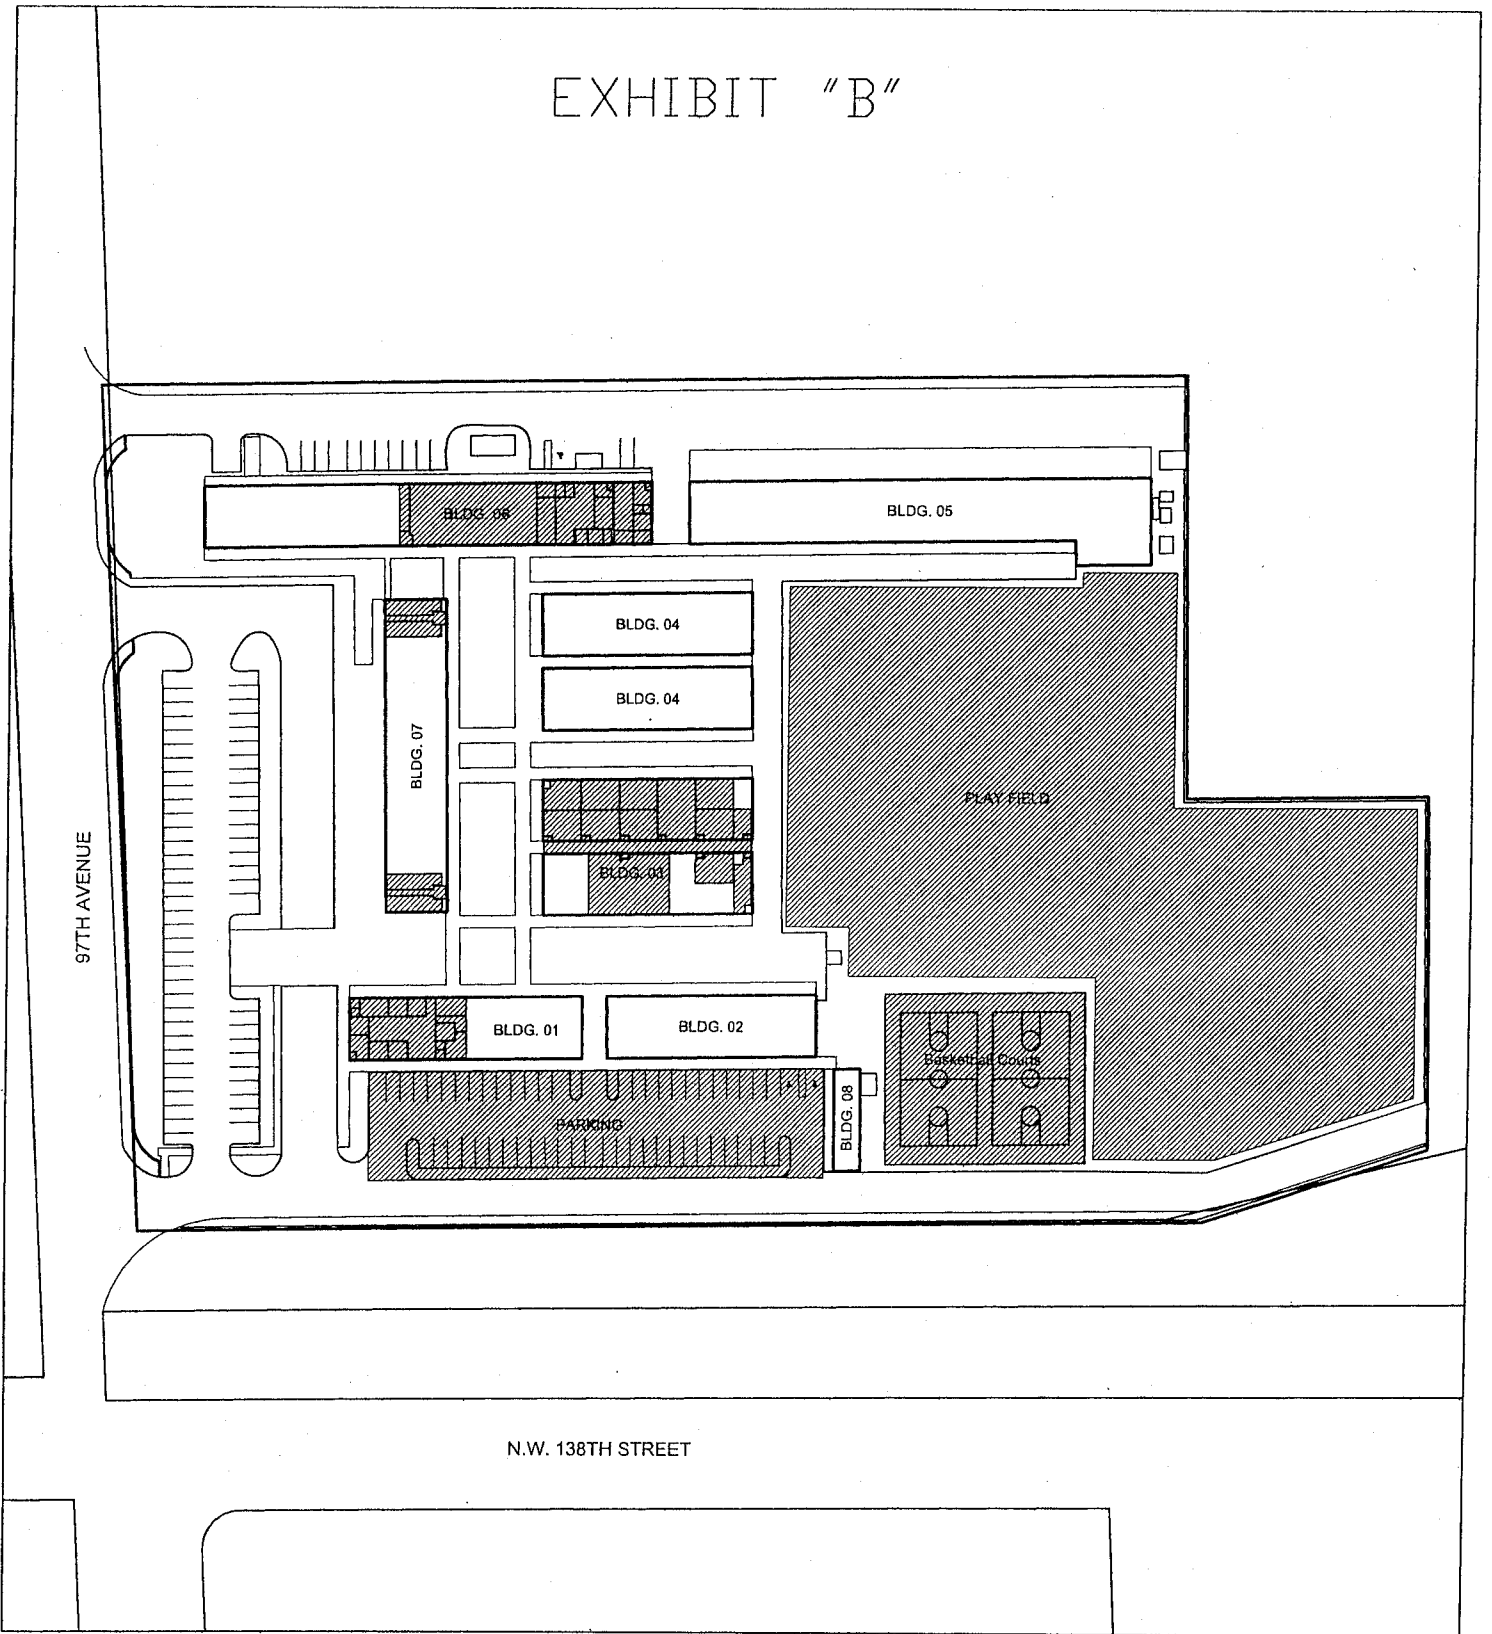 EXHIBIT "B"
BLDG. 06
BLDG. 05
BLDG. 04
BLDG. 04
BLDG. 07
PLAY FIELD
BLDG. 03
97TH AVENUE
BLDG. 01
BLDG. 02
Basketball Courts
PARKING
BLDG. 08
N.W. 138TH STREET